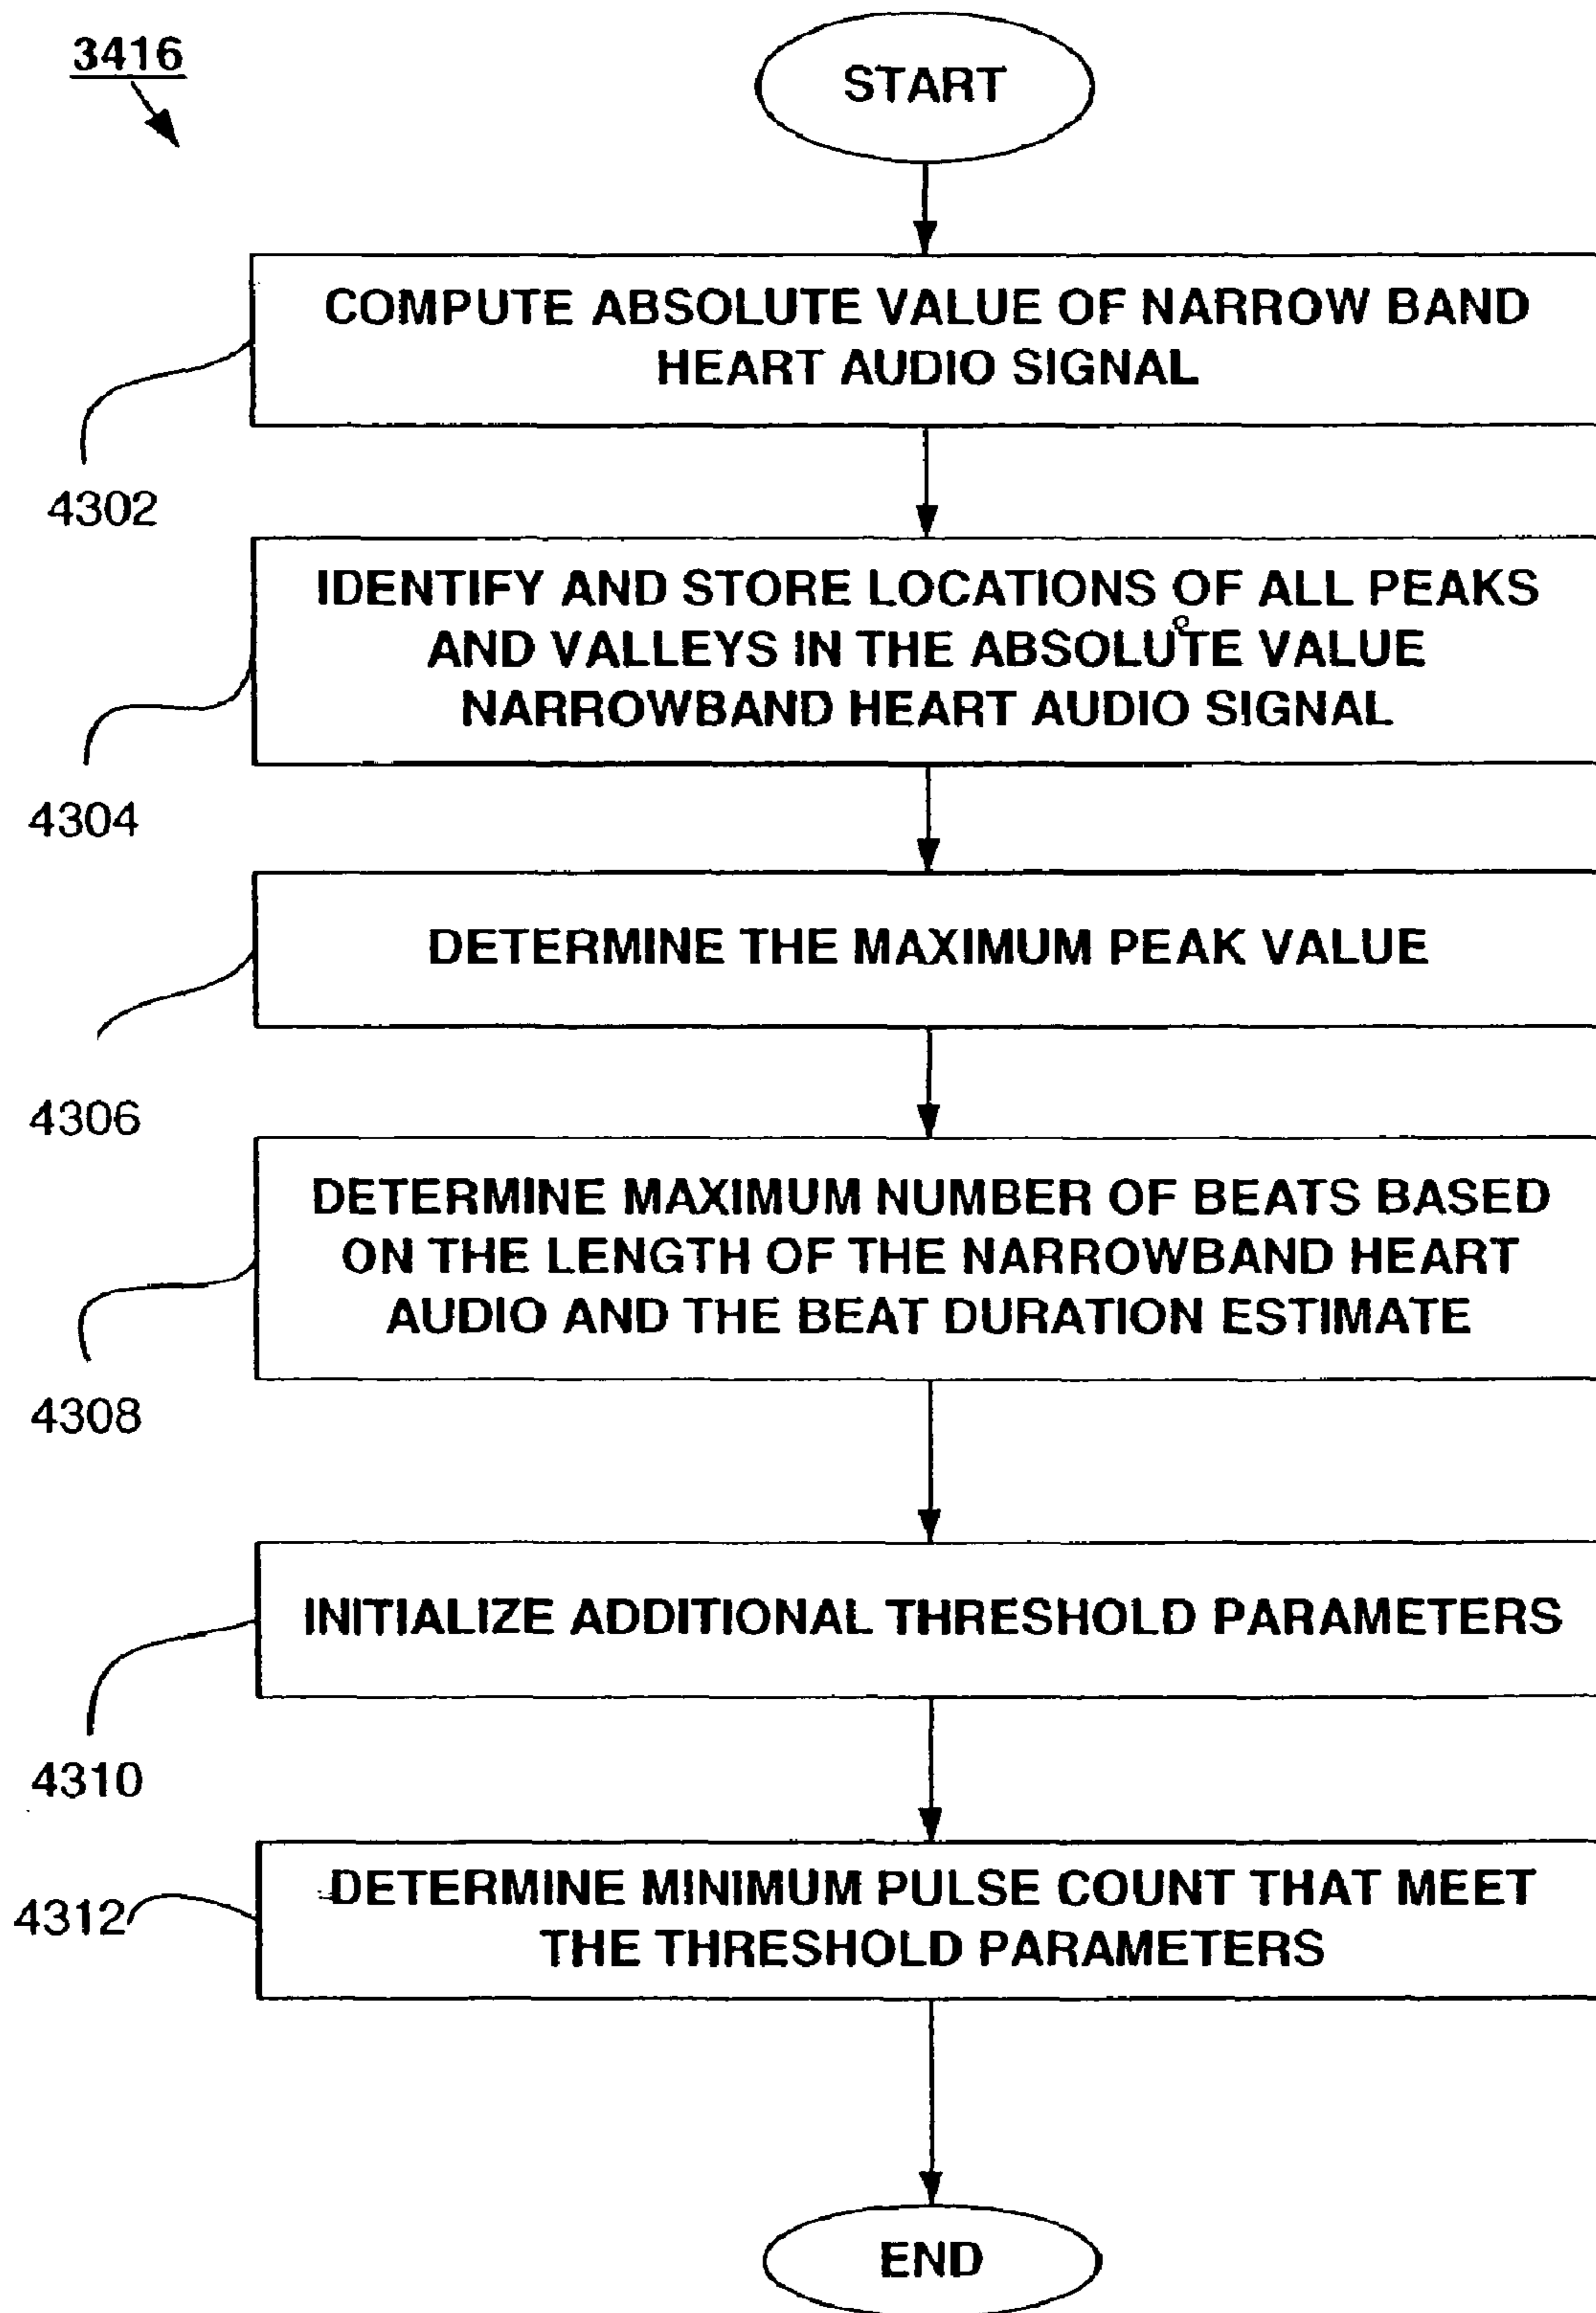 3416
START
COMPUTE ABSOLUTE VALUE OF NARROW BAND
HEART AUDIO SIGNAL
4302
IDENTIFY AND STORE LOCATIONS OF ALL PEAKS
AND VALLEYS IN THE ABSOLUTE VALUE
NARROWBAND HEART AUDIO SIGNAL
4304
DETERMINE THE MAXIMUM PEAK VALUE
4306
DETERMINE MAXIMUM NUMBER OF BEATS BASED
ON THE LENGTH OF THE NARROWBAND HEART
AUDIO AND THE BEAT DURATION ESTIMATE
4308
INITIALIZE ADDITIONAL THRESHOLD PARAMETERS
4310
DETERMINE MINIMUM PULSE COUNT THAT MEET
THE THRESHOLD PARAMETERS
4312
END